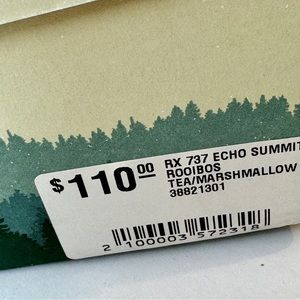 RX 737 ECHO SUMMIT
$110.00 ROOIBOS
TEA/MARSHMALLOW
38821301
2 100003 572318